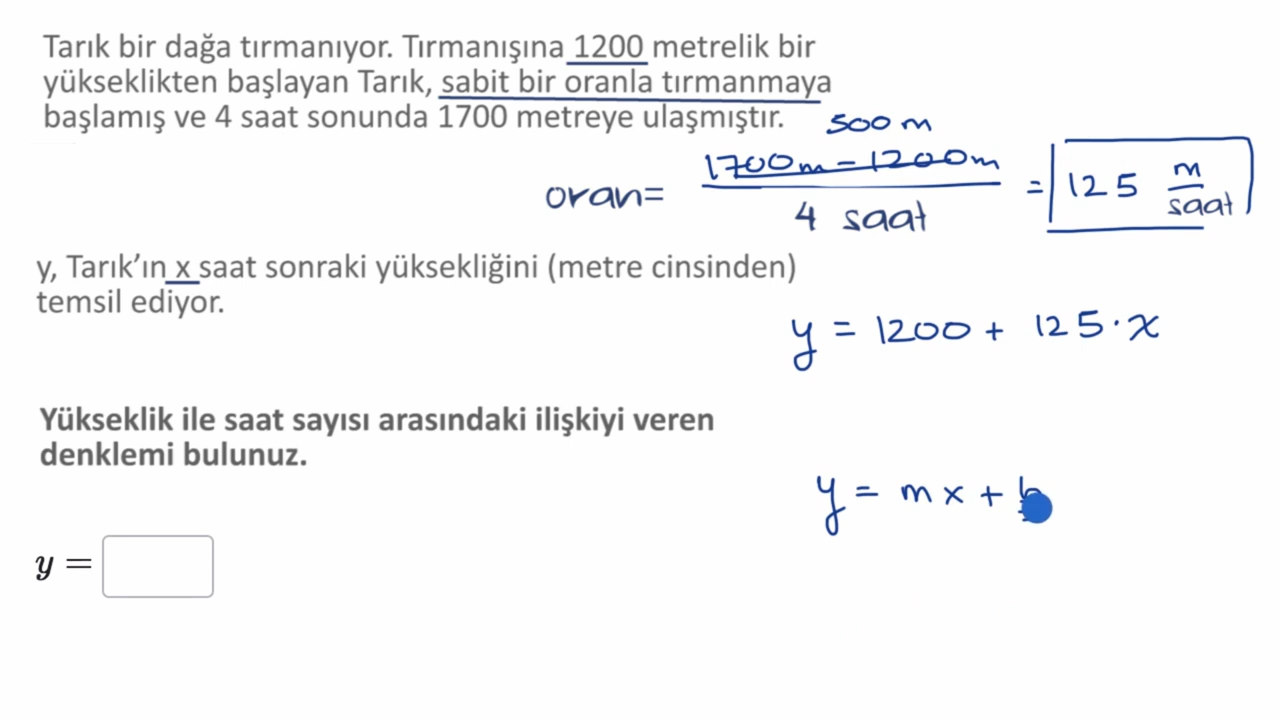 Tarık bir dağa tırmanıyor. Tırmanışına 1200 metrelik bir
yükseklikten başlayan Tarık, sabit bir oranla tırmanmaya
başlamış ve 4 saat sonunda 1700 metreye ulaşmıştır.
500 m
oran= 1700m - 1200m / 4 saat = 125 m/saat
y, Tarık’ın x saat sonraki yüksekliğini (metre cinsinden)
temsil ediyor.
y = 1200 + 125 · x
Yükseklik ile saat sayısı arasındaki ilişkiyi veren
denklemi bulunuz.
y = mx +
y =